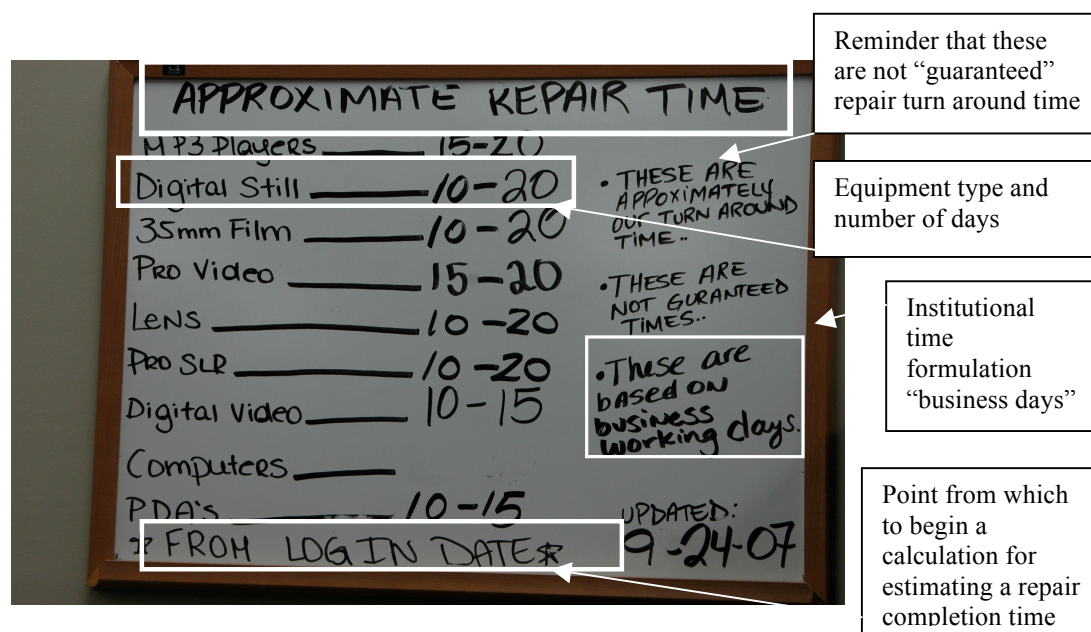 APPROXIMATE REPAIR TIME
MP3 Players 15-20
Digital Still 10-20
35mm Film 10-20
Pro Video 15-20
Lens 10-20
Pro SLR 10-20
Digital Video 10-15
Computers
PDA's 10-15
* FROM LOG IN DATE *
• THESE ARE
APPOXIMATELY
OUR TURN AROUND
TIME..
• THESE ARE
NOT GURANTEED
TIMES..
• These are
based on
business
working days.
UPDATED:
9-24-07
Reminder that these
are not “guaranteed”
repair turn around time
Equipment type and
number of days
Institutional
time
formulation
“business days”
Point from which
to begin a
calculation for
estimating a repair
completion time